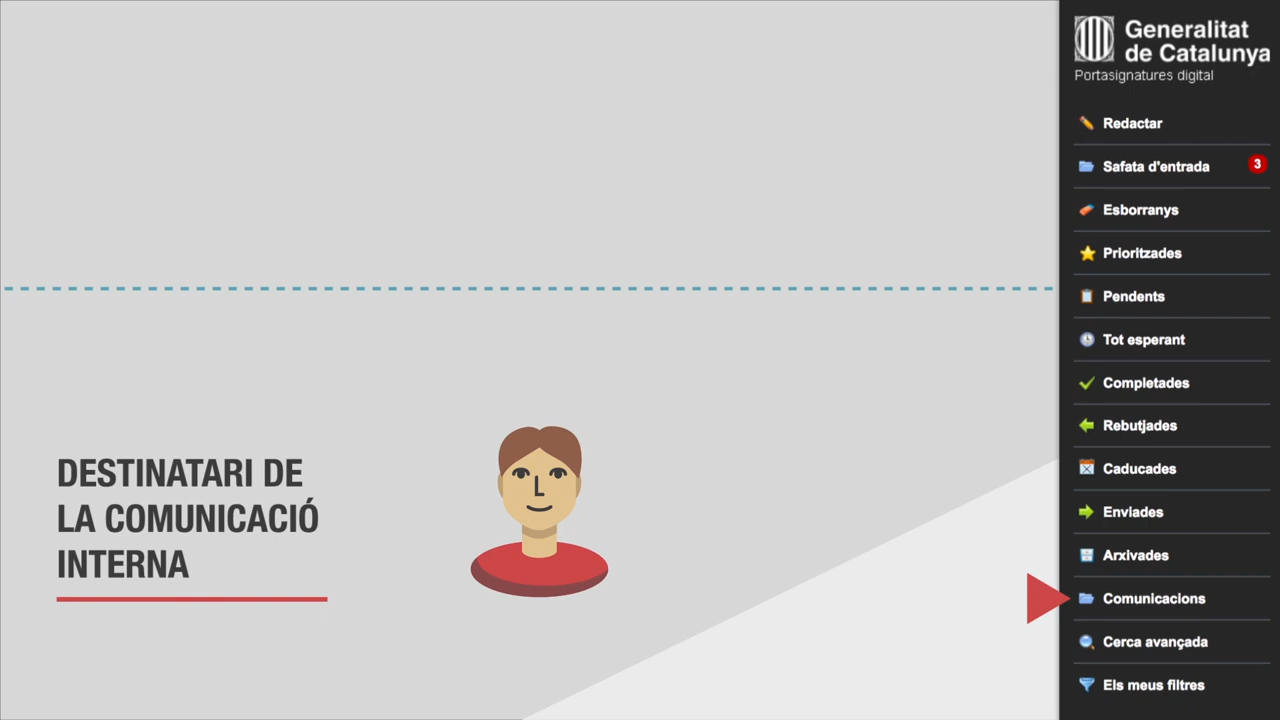 DESTINATARI DE
LA COMUNICACIÓ
INTERNA
Generalitat
de Catalunya
Portasignatures digital
Redactar
Safata d'entrada 3
Esborranys
Prioritzades
Pendents
Tot esperant
Completades
Rebutjades
Caducades
Enviades
Arxivades
Comunicacions
Cerca avançada
Els meus filtres